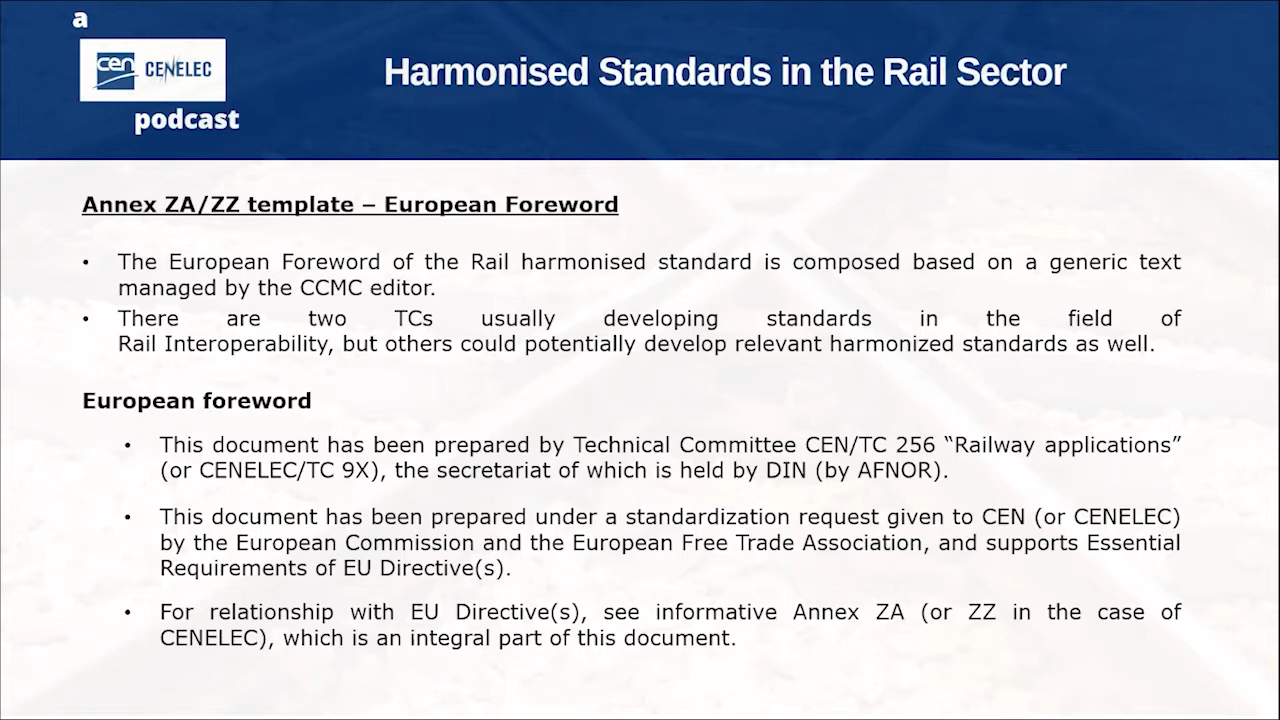 a
cen CENELEC
podcast
Harmonised Standards in the Rail Sector
Annex ZA/ZZ template – European Foreword
• The European Foreword of the Rail harmonised standard is composed based on a generic text
managed by the CCMC editor.
• There are two TCs usually developing standards in the field of
Rail Interoperability, but others could potentially develop relevant harmonized standards as well.
European foreword
• This document has been prepared by Technical Committee CEN/TC 256 “Railway applications”
(or CENELEC/TC 9X), the secretariat of which is held by DIN (by AFNOR).
• This document has been prepared under a standardization request given to CEN (or CENELEC)
by the European Commission and the European Free Trade Association, and supports Essential
Requirements of EU Directive(s).
• For relationship with EU Directive(s), see informative Annex ZA (or ZZ in the case of
CENELEC), which is an integral part of this document.